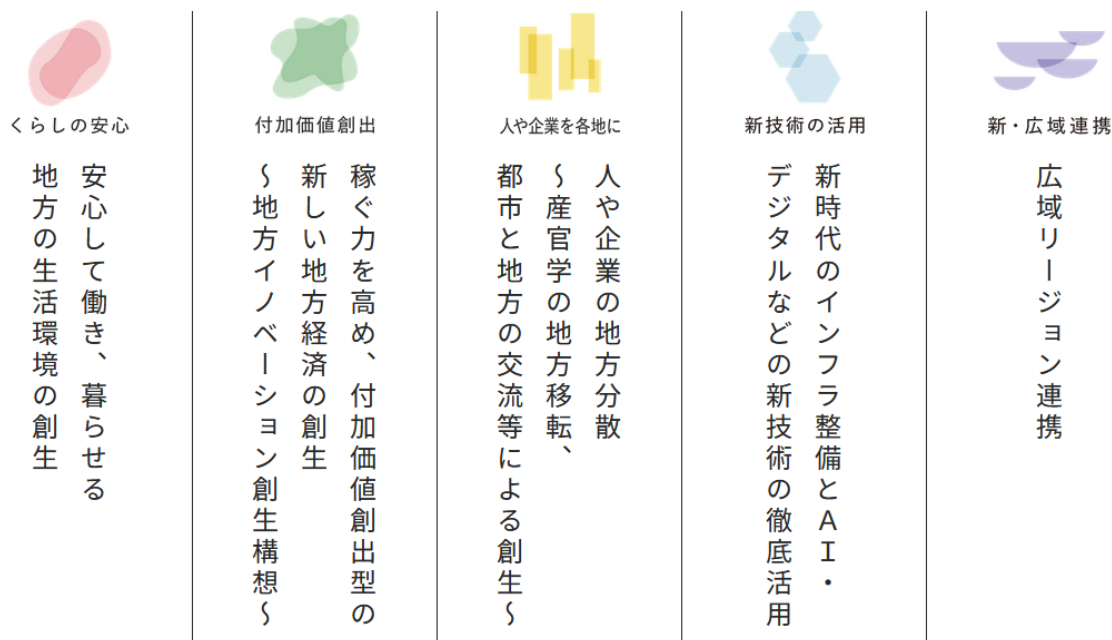 くらしの安心
安心して働き、暮らせる
地方の生活環境の創生
付加価値創出
稼ぐ力を高め、付加価値創出型の
新しい地方経済の創生
～地方イノベーション創生構想～
人や企業を各地に
人や企業の地方分散
～産官学の地方移転、
都市と地方の交流等による創生～
新技術の活用
新時代のインフラ整備とAI・
デジタルなどの新技術の徹底活用
新・広域連携
広域リージョン連携